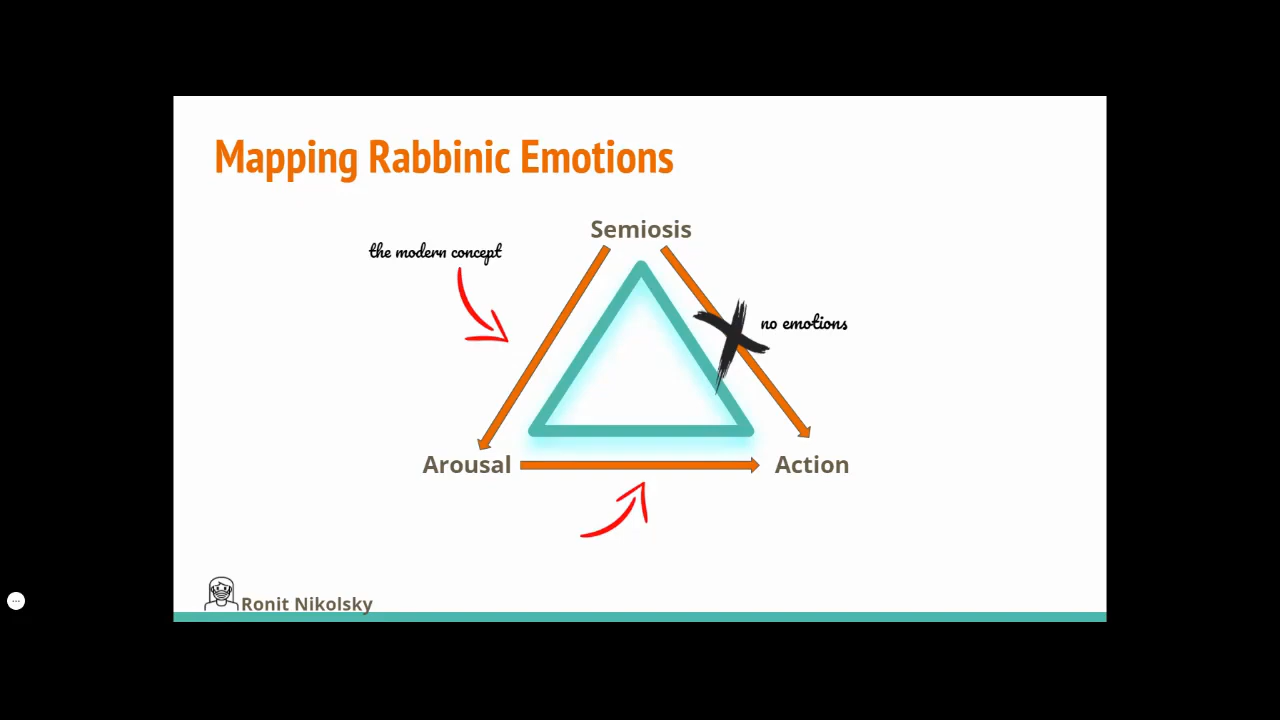 Mapping Rabbinic Emotions
Semiosis
the modern concept
no emotions
Arousal
Action
Ronit Nikolsky